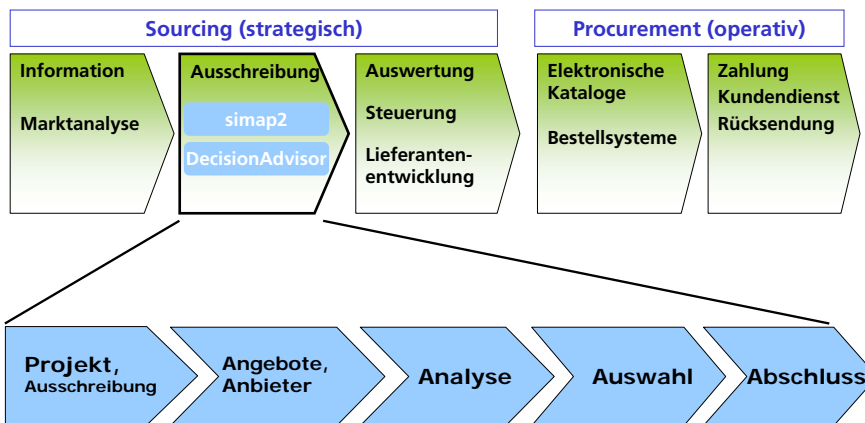 Sourcing (strategisch)
Procurement (operativ)
Information
Marktanalyse
Ausschreibung
simap2
DecisionAdvisor
Auswertung
Steuerung
Lieferanten-
entwicklung
Elektronische
Kataloge
Bestellsysteme
Zahlung
Kundendienst
Rücksendung
Projekt,
Ausschreibung
Angebote,
Anbieter
Analyse
Auswahl
Abschluss